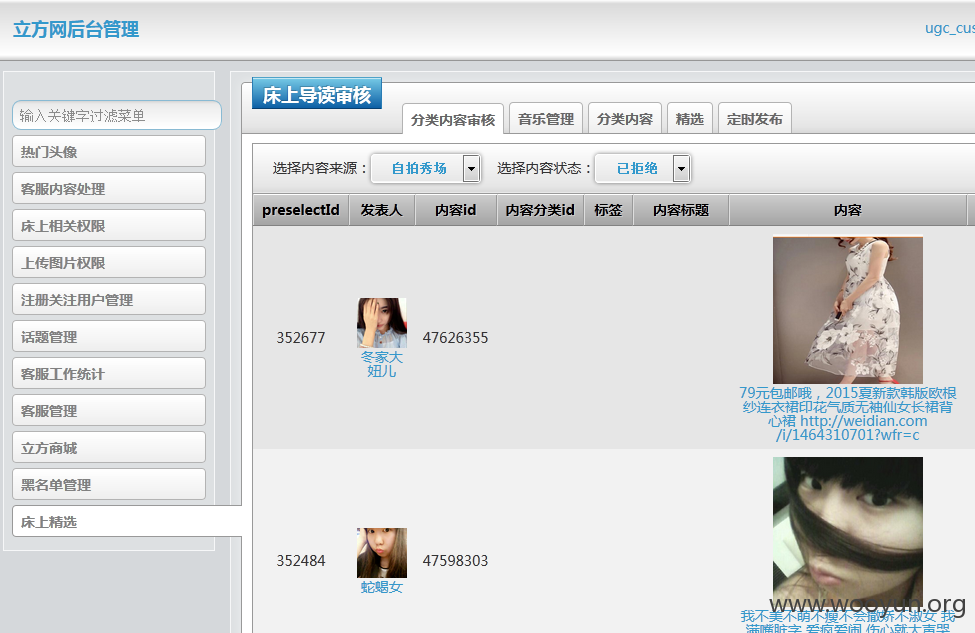 立方网后台管理
ugc_cus
输入关键字过滤菜单
热门头像
客服内容处理
床上相关权限
上传图片权限
注册关注用户管理
话题管理
客服工作统计
客服管理
立方商城
黑名单管理
床上精选
床上导读审核
分类内容审核 音乐管理 分类内容 精选 定时发布
选择内容来源： 自拍秀场 选择内容状态： 已拒绝
preselectId 发表人 内容id 内容分类id 标签 内容标题 内容
352677 冬家大 47626355
妞儿
79元包邮哦，2015夏新款韩版欧根
纱连衣裙印花气质无袖仙女长裙背
心裙 http://weidian.com
/i/1464310701?wfr=c
352484 蛇蝎女 47598303
www.wooyun.org
我不美不萌不瘦不会撒娇不淑女 我
满嘴脏字 爱疯爱闹 伤心就大声哭